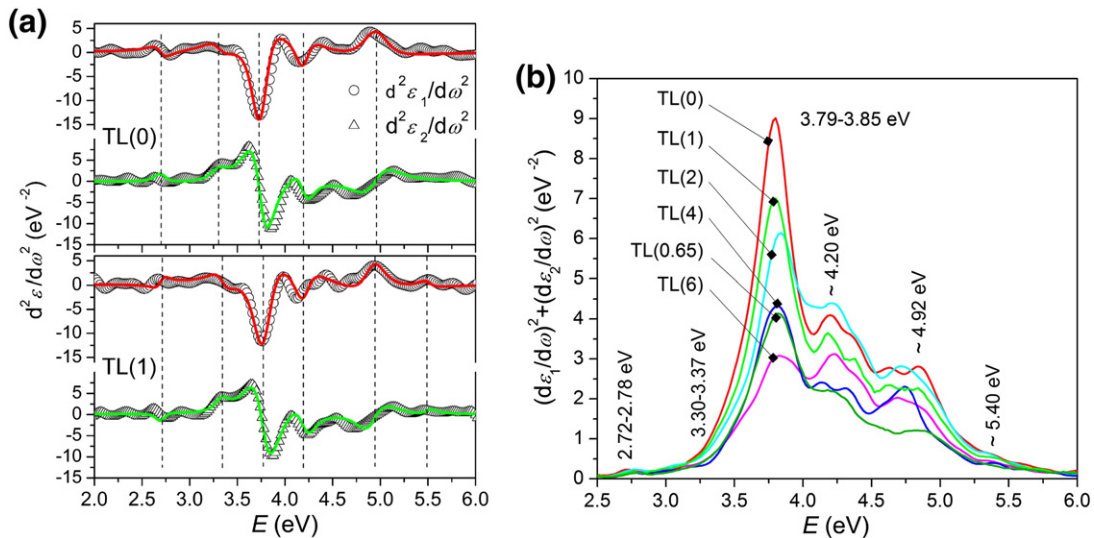 (a)
5
0
-5
-10
-15
d²ε₁/dω²
d²ε₂/dω²
TL(0)
5
0
-5
-10
-15
d²ε/dω² (eV⁻²)
5
0
-5
-10
-15
TL(1)
5
0
-5
-10
-15
2.0 2.5 3.0 3.5 4.0 4.5 5.0 5.5 6.0
E (eV)
(b)
(dε₁/dω)²+(dε₂/dω)² (eV⁻²)
10
9
8
7
6
5
4
3
2
1
0
TL(0)
TL(1)
TL(2)
TL(4)
TL(0.65)
TL(6)
3.79-3.85 eV
~ 4.20 eV
~ 4.92 eV
2.72-2.78 eV
3.30-3.37 eV
~ 5.40 eV
2.5 3.0 3.5 4.0 4.5 5.0 5.5 6.0
E (eV)